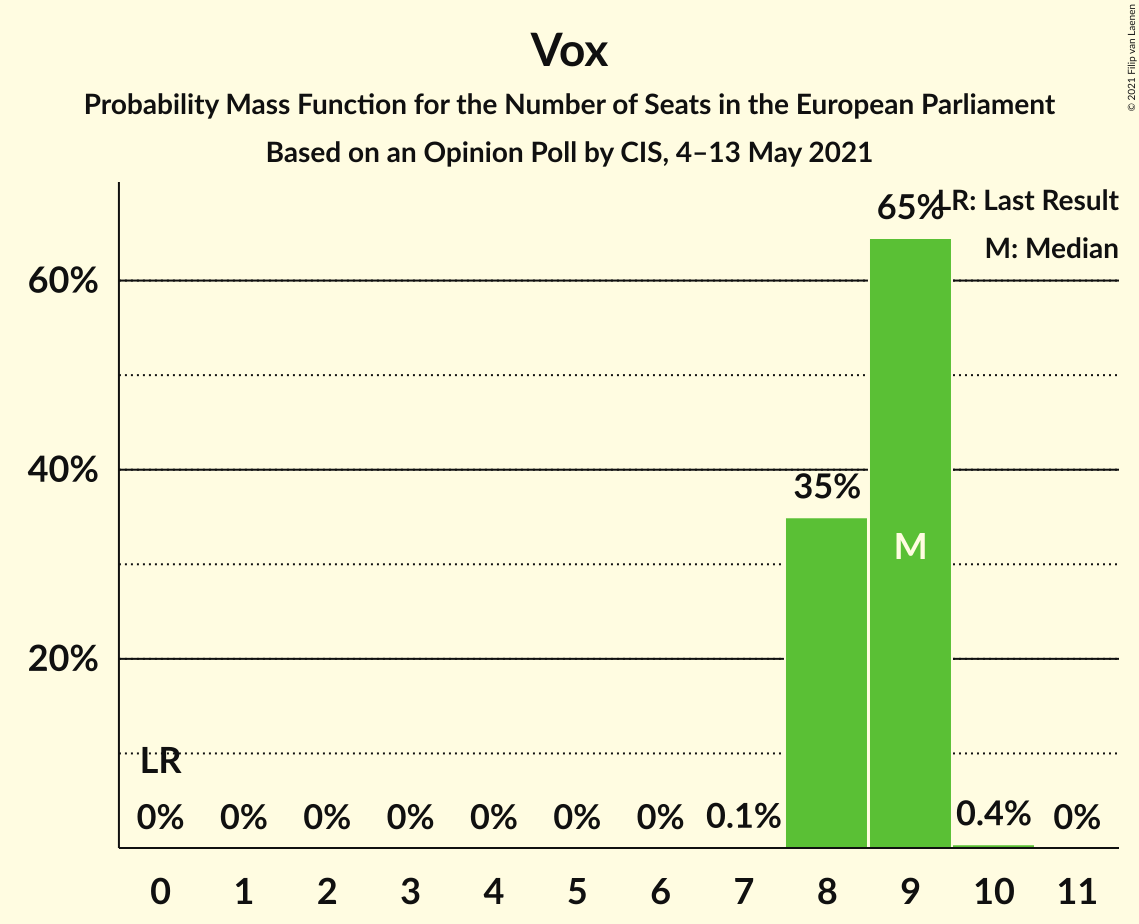 Vox
Probability Mass Function for the Number of Seats in the European Parliament
Based on an Opinion Poll by CIS, 4–13 May 2021
© 2021 Filip van Laenen
LR: Last Result
M: Median
65%
60%
40%
35%
M
20%
LR
0% 0% 0% 0% 0% 0% 0% 0.1% 0.4% 0%
0 1 2 3 4 5 6 7 8 9 10 11